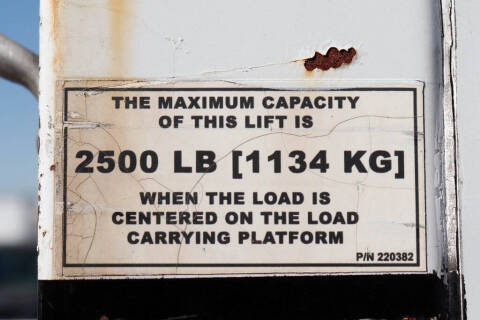 THE MAXIMUM CAPACITY
OF THIS LIFT IS
2500 LB [1134 KG]
WHEN THE LOAD IS
CENTERED ON THE LOAD
CARRYING PLATFORM
P/N 220382